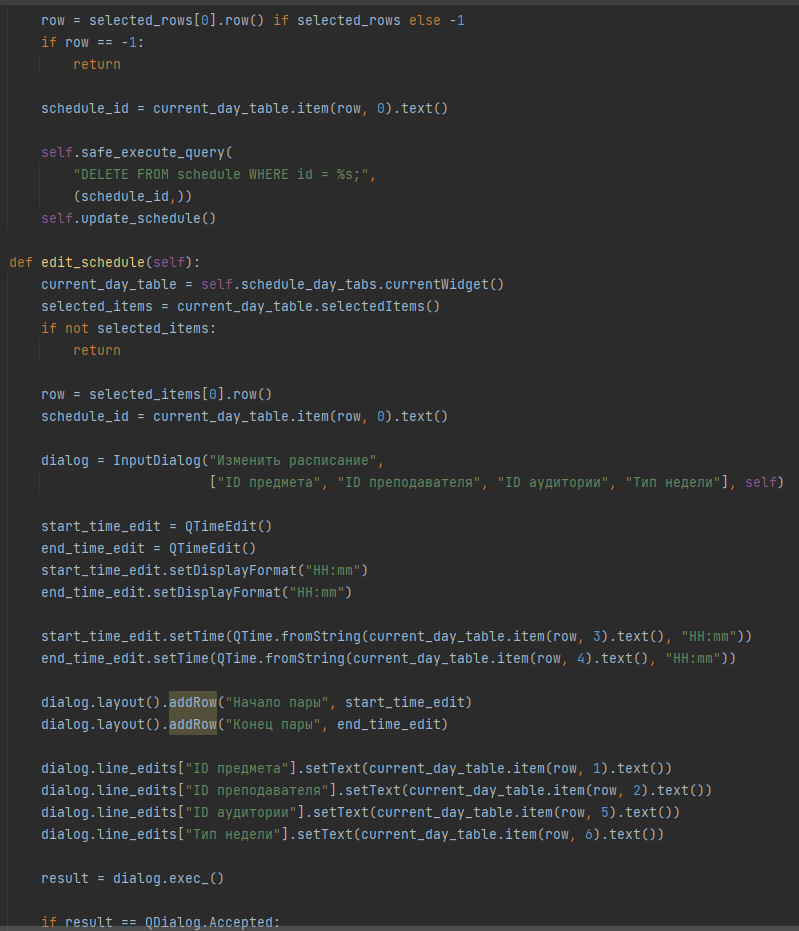 row = selected_rows[0].row() if selected_rows else -1
if row == -1:
return
schedule_id = current_day_table.item(row, 0).text()
self.safe_execute_query(
"DELETE FROM schedule WHERE id = %s;",
(schedule_id,))
self.update_schedule()
def edit_schedule(self):
current_day_table = self.schedule_day_tabs.currentWidget()
selected_items = current_day_table.selectedItems()
if not selected_items:
return
row = selected_items[0].row()
schedule_id = current_day_table.item(row, 0).text()
dialog = InputDialog("Изменить расписание",
["ID предмета", "ID преподавателя", "ID аудитории", "Тип недели"], self)
start_time_edit = QTimeEdit()
end_time_edit = QTimeEdit()
start_time_edit.setDisplayFormat("HH:mm")
end_time_edit.setDisplayFormat("HH:mm")
start_time_edit.setTime(QTime.fromString(current_day_table.item(row, 3).text(), "HH:mm"))
end_time_edit.setTime(QTime.fromString(current_day_table.item(row, 4).text(), "HH:mm"))
dialog.layout().addRow("Начало пары", start_time_edit)
dialog.layout().addRow("Конец пары", end_time_edit)
dialog.line_edits["ID предмета"].setText(current_day_table.item(row, 1).text())
dialog.line_edits["ID преподавателя"].setText(current_day_table.item(row, 2).text())
dialog.line_edits["ID аудитории"].setText(current_day_table.item(row, 5).text())
dialog.line_edits["Тип недели"].setText(current_day_table.item(row, 6).text())
result = dialog.exec_()
if result == QDialog.Accepted: